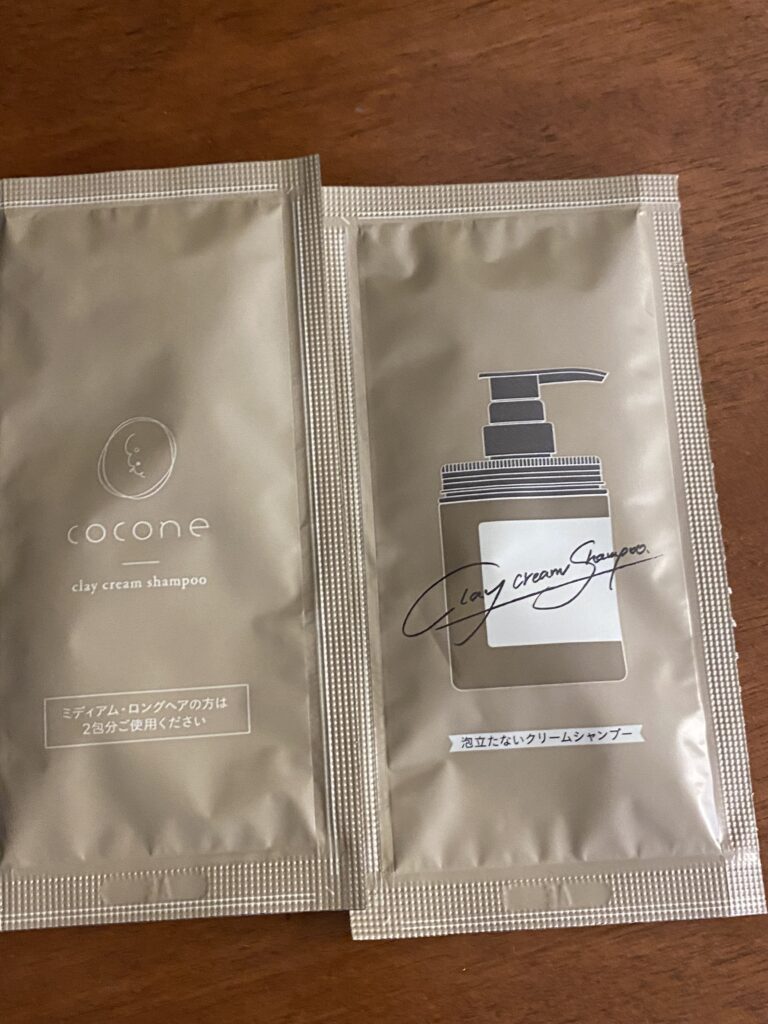 cocone
clay cream shampoo
ミディアム・ロングヘアの方は
2包分ご使用ください
Clay cream Shampoo.
泡立たないクリームシャンプー